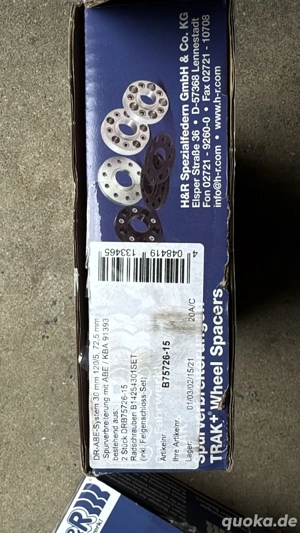 H&R Spezialfedern GmbH & Co. KG
Elsper Straße 36 • D-57368 Lennestadt
Fon 02721 - 9260-0 • Fax 02721 - 10708
info@h-r.com • www.h-r.com
TRAK+ Wheel Spacers
4 048419 133465
DR-ABE-System 30 mm 120/5, 72,5 mm
Spurverbreiterung mit ABE / KBA 91393
bestehend aus:
2 Stück DRB75726-15
Radschrauben B14254301SET
(inkl. Felgenschloss-Set)
Artikelnr. B75726-15
Ihre Artikelnr.
Lager: 01/03/02/15/21 20A/C
quoka.de